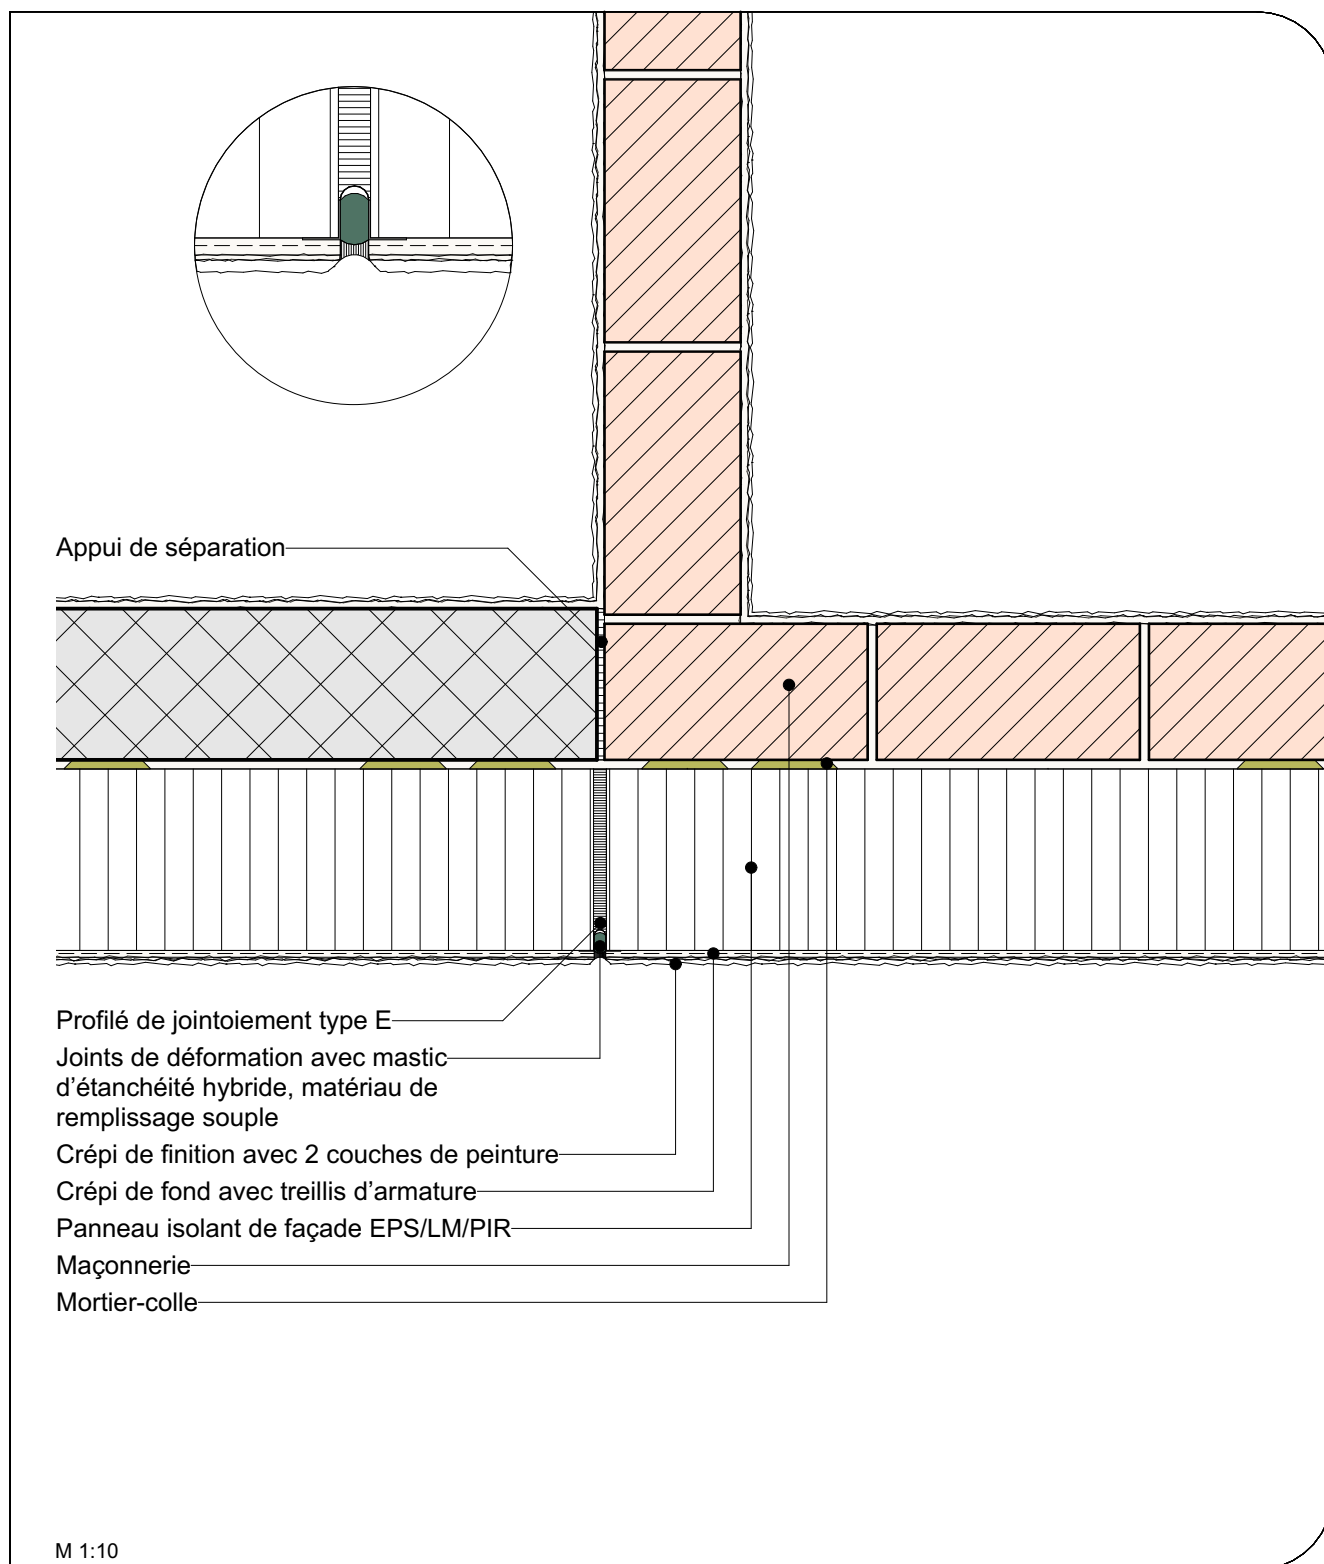 Appui de séparation
Profilé de jointoiement type E
Joints de déformation avec mastic
d'étanchéité hybride, matériau de
remplissage souple
Crépi de finition avec 2 couches de peinture
Crépi de fond avec treillis d'armature
Panneau isolant de façade EPS/LM/PIR
Maçonnerie
Mortier-colle
M 1:10